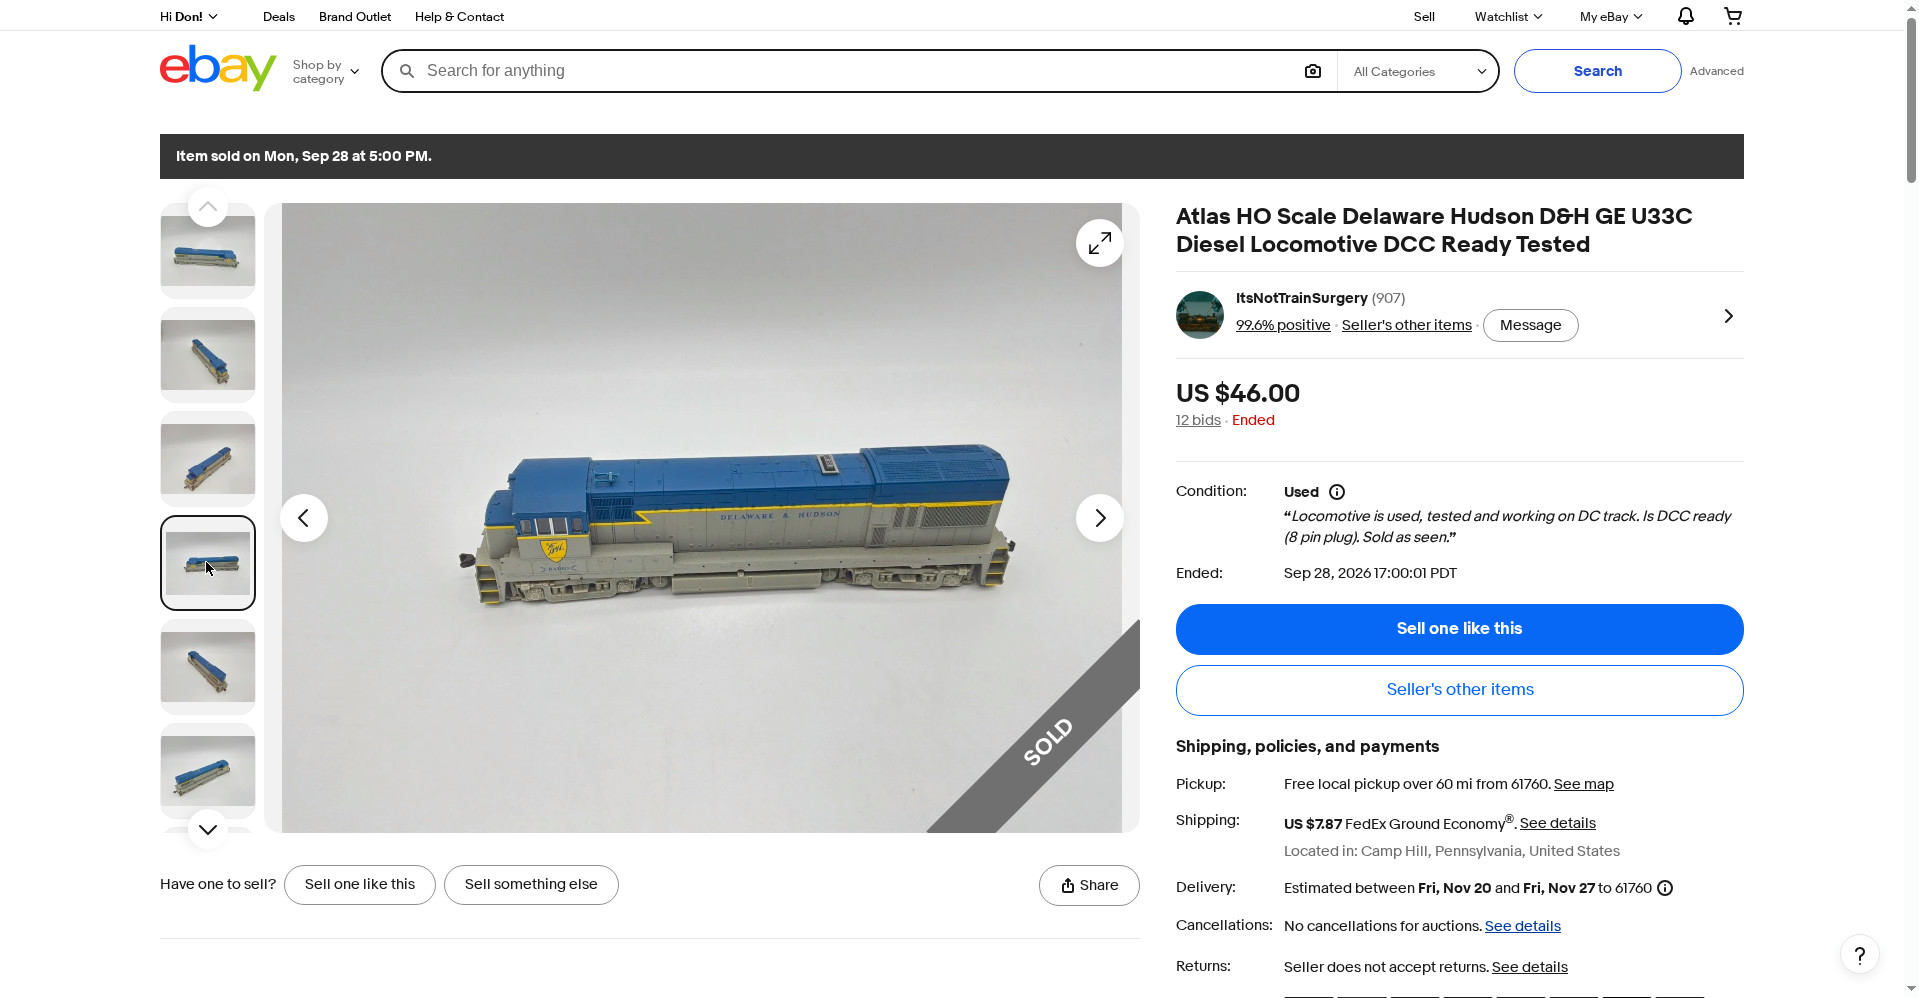 Hi Don!
Deals
Brand Outlet
Help & Contact
Sell
Watchlist
My eBay
ebay
Shop by category
Search for anything
All Categories
Search
Advanced
Item sold on Mon, Sep 28 at 5:00 PM.
DELAWARE & HUDSON
SOLD
Have one to sell?
Sell one like this
Sell something else
Share
Atlas HO Scale Delaware Hudson D&H GE U33C
Diesel Locomotive DCC Ready Tested
ItsNotTrainSurgery (907)
99.6% positive · Seller's other items · Message
US $46.00
12 bids · Ended
Condition: Used
“Locomotive is used, tested and working on DC track. Is DCC ready
(8 pin plug). Sold as seen.”
Ended: Sep 28, 2026 17:00:01 PDT
Sell one like this
Seller's other items
Shipping, policies, and payments
Pickup: Free local pickup over 60 mi from 61760. See map
Shipping: US $7.87 FedEx Ground Economy®. See details
Located in: Camp Hill, Pennsylvania, United States
Delivery: Estimated between Fri, Nov 20 and Fri, Nov 27 to 61760
Cancellations: No cancellations for auctions. See details
Returns: Seller does not accept returns. See details
?